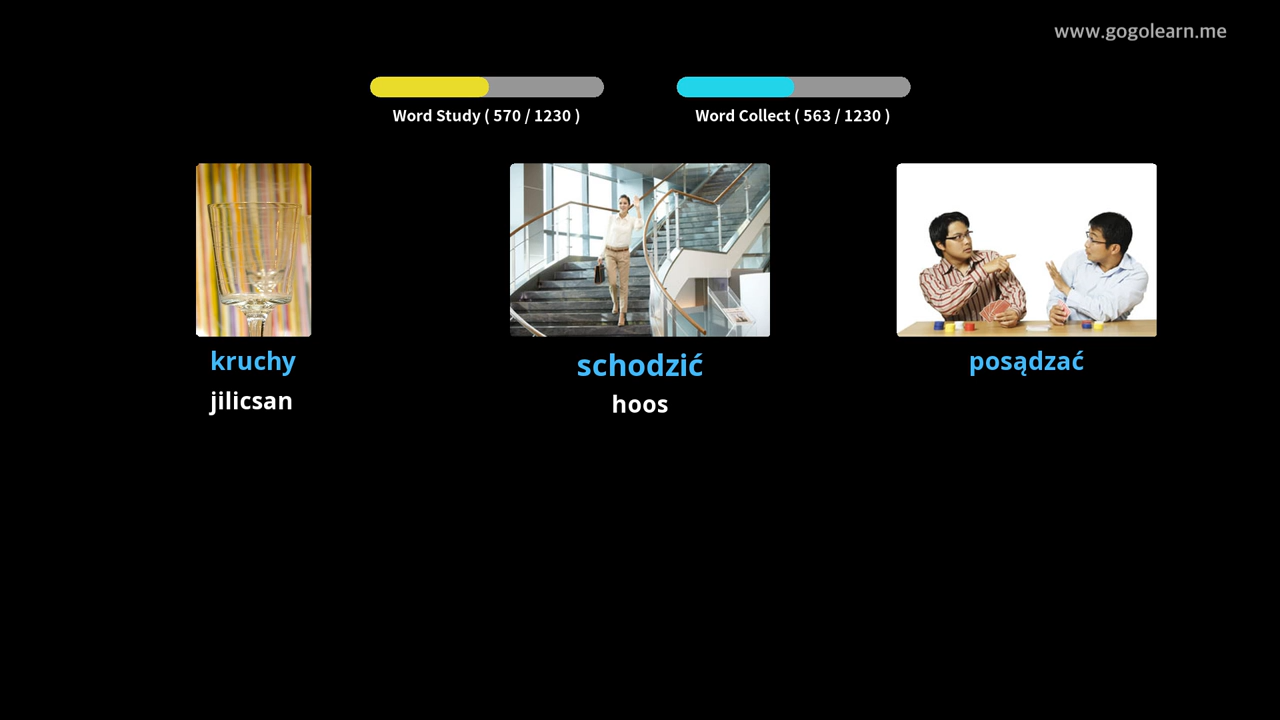 www.gogolearn.me
Word Study ( 570 / 1230 )
Word Collect ( 563 / 1230 )
kruchy
schodzić
posądzać
jilicsan
hoos